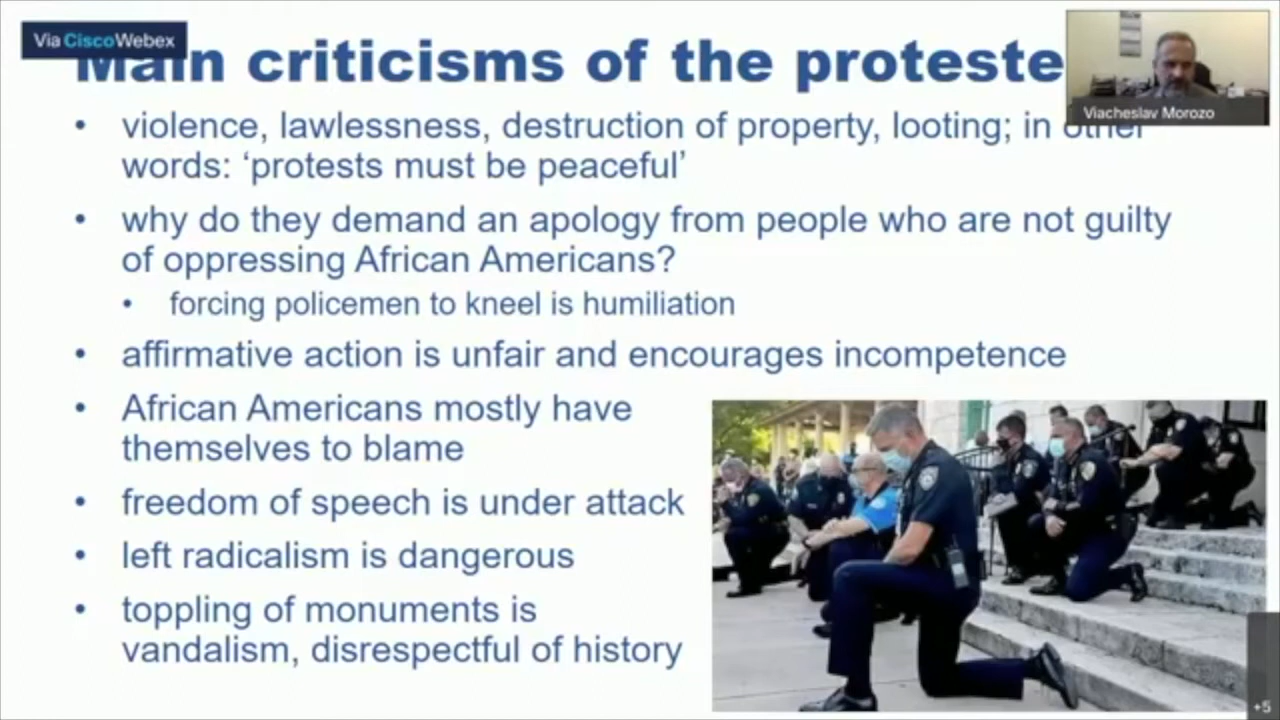 Via CiscoWebex
Main criticisms of the proteste
Viacheslav Morozo
• violence, lawlessness, destruction of property, looting; in other
words: ‘protests must be peaceful’
• why do they demand an apology from people who are not guilty
of oppressing African Americans?
• forcing policemen to kneel is humiliation
• affirmative action is unfair and encourages incompetence
• African Americans mostly have
themselves to blame
• freedom of speech is under attack
• left radicalism is dangerous
• toppling of monuments is
vandalism, disrespectful of history
+5